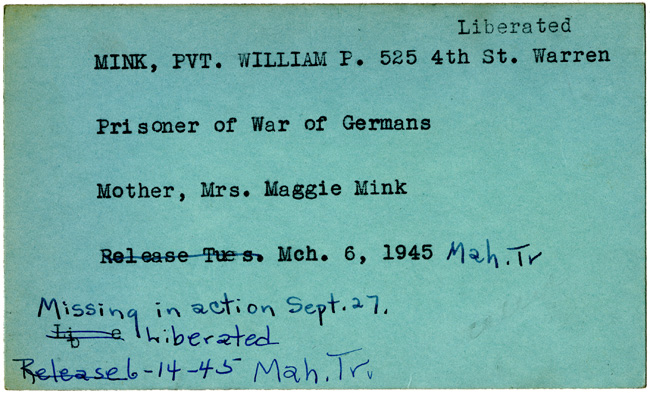 Liberated
MINK, PVT. WILLIAM P. 525 4th St. Warren
Prisoner of War of Germans
Mother, Mrs. Maggie Mink
Release Tues. Mch. 6, 1945 Mah. Tr
Missing in action Sept. 27.
Liberated
Release 6-14-45 Mah. Tr.